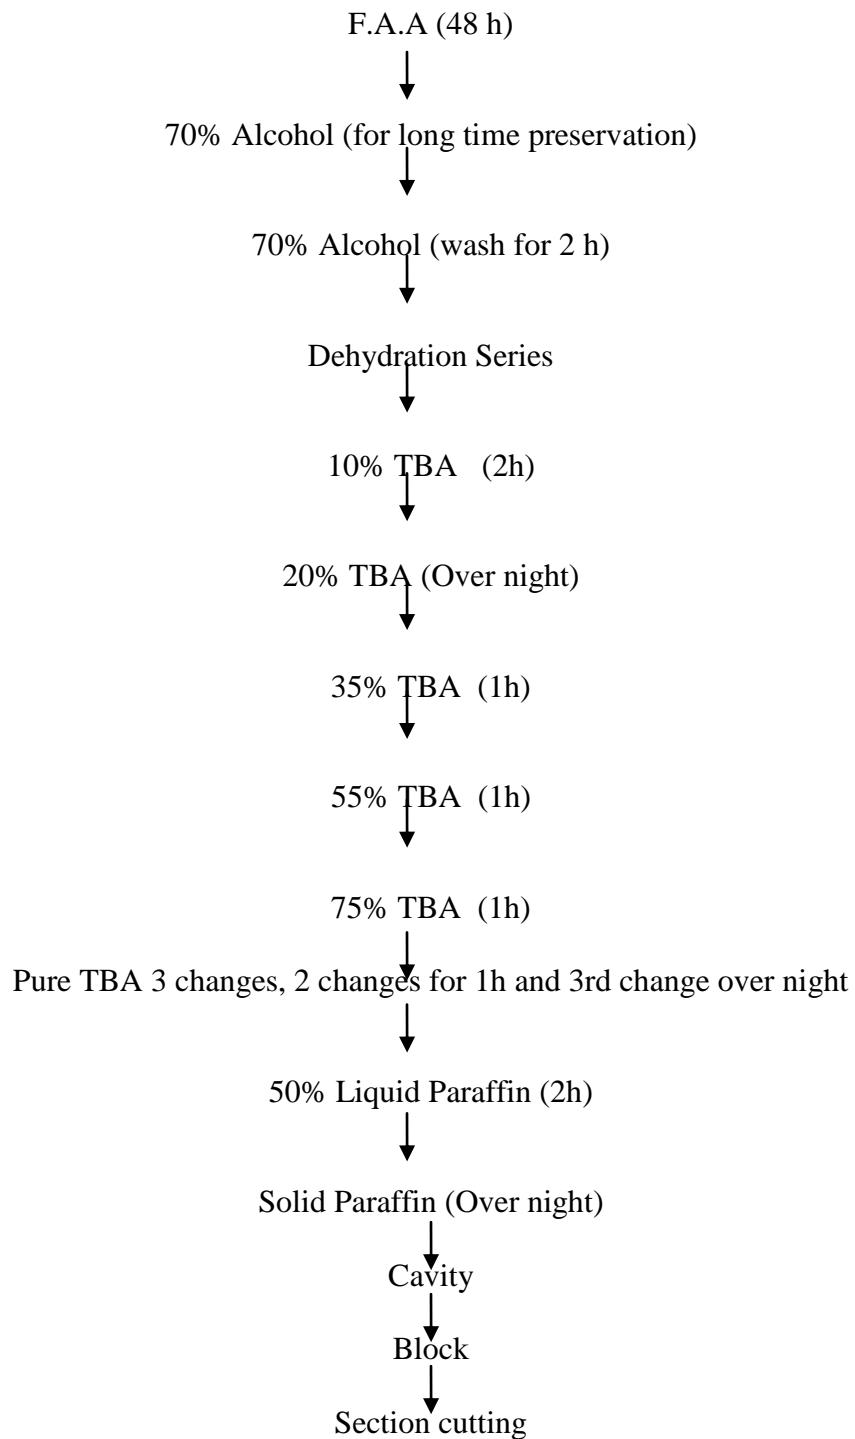 F.A.A (48 h)
70% Alcohol (for long time preservation)
70% Alcohol (wash for 2 h)
Dehydration Series
10% TBA (2h)
20% TBA (Over night)
35% TBA (1h)
55% TBA (1h)
75% TBA (1h)
Pure TBA 3 changes, 2 changes for 1h and 3rd change over night
50% Liquid Paraffin (2h)
Solid Paraffin (Over night)
Cavity
Block
Section cutting